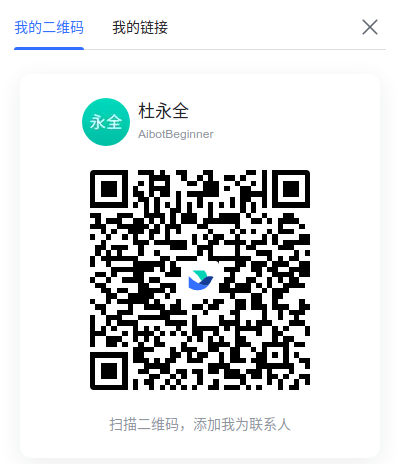 我的二维码 我的链接
永全
杜永全
AibotBeginner
扫描二维码，添加我为联系人